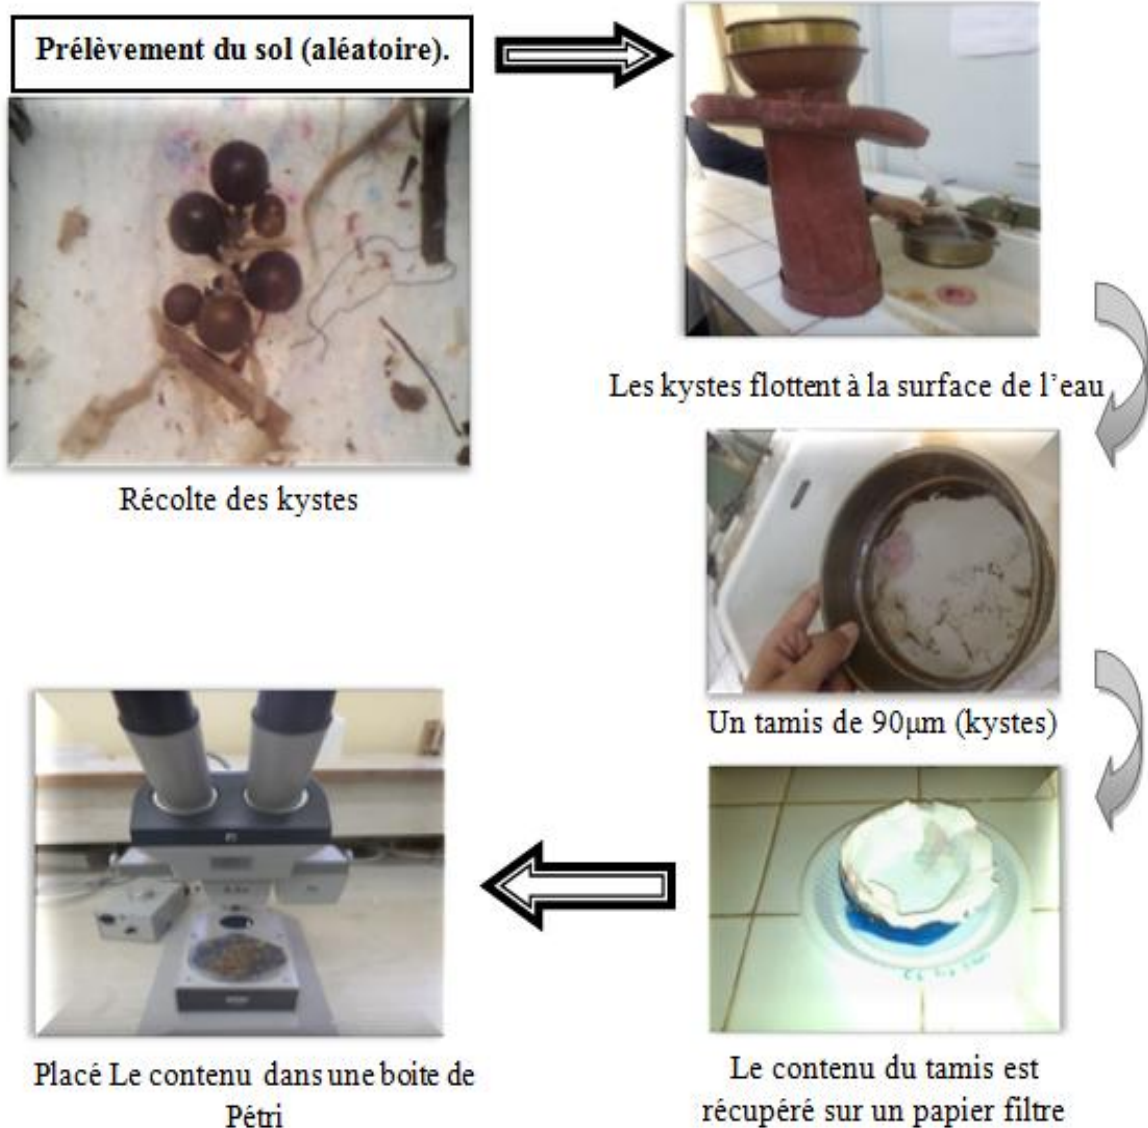 Prélèvement du sol (aléatoire).
Les kystes flottent à la surface de l'eau
Récolte des kystes
Un tamis de 90µm (kystes)
Placé Le contenu dans une boite de
Pétri
Le contenu du tamis est
récupéré sur un papier filtre